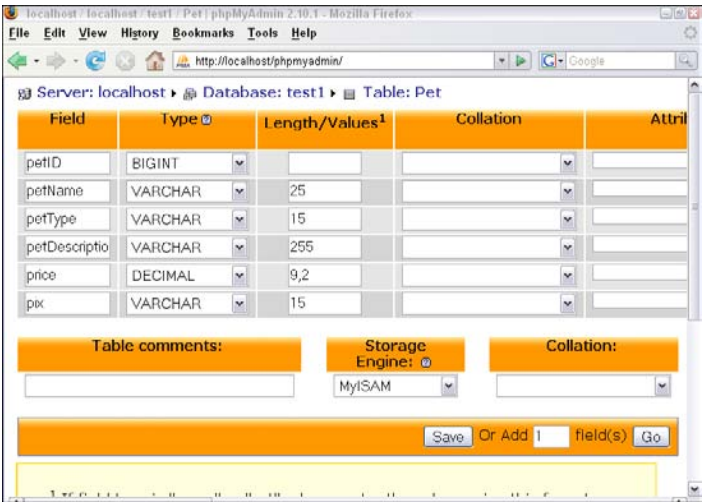 localhost / localhost / test1 / Pet | phpMyAdmin 2.10.1 - Mozilla Firefox
File Edit View History Bookmarks Tools Help
http://localhost/phpmyadmin/ Google
Server: localhost ▸ Database: test1 ▸ Table: Pet
Field Type Length/Values1 Collation Attril
petID BIGINT
petName VARCHAR 25
petType VARCHAR 15
petDescriptio VARCHAR 255
price DECIMAL 9,2
pix VARCHAR 15
Table comments: Storage Engine: Collation:
MyISAM
Save Or Add 1 field(s) Go